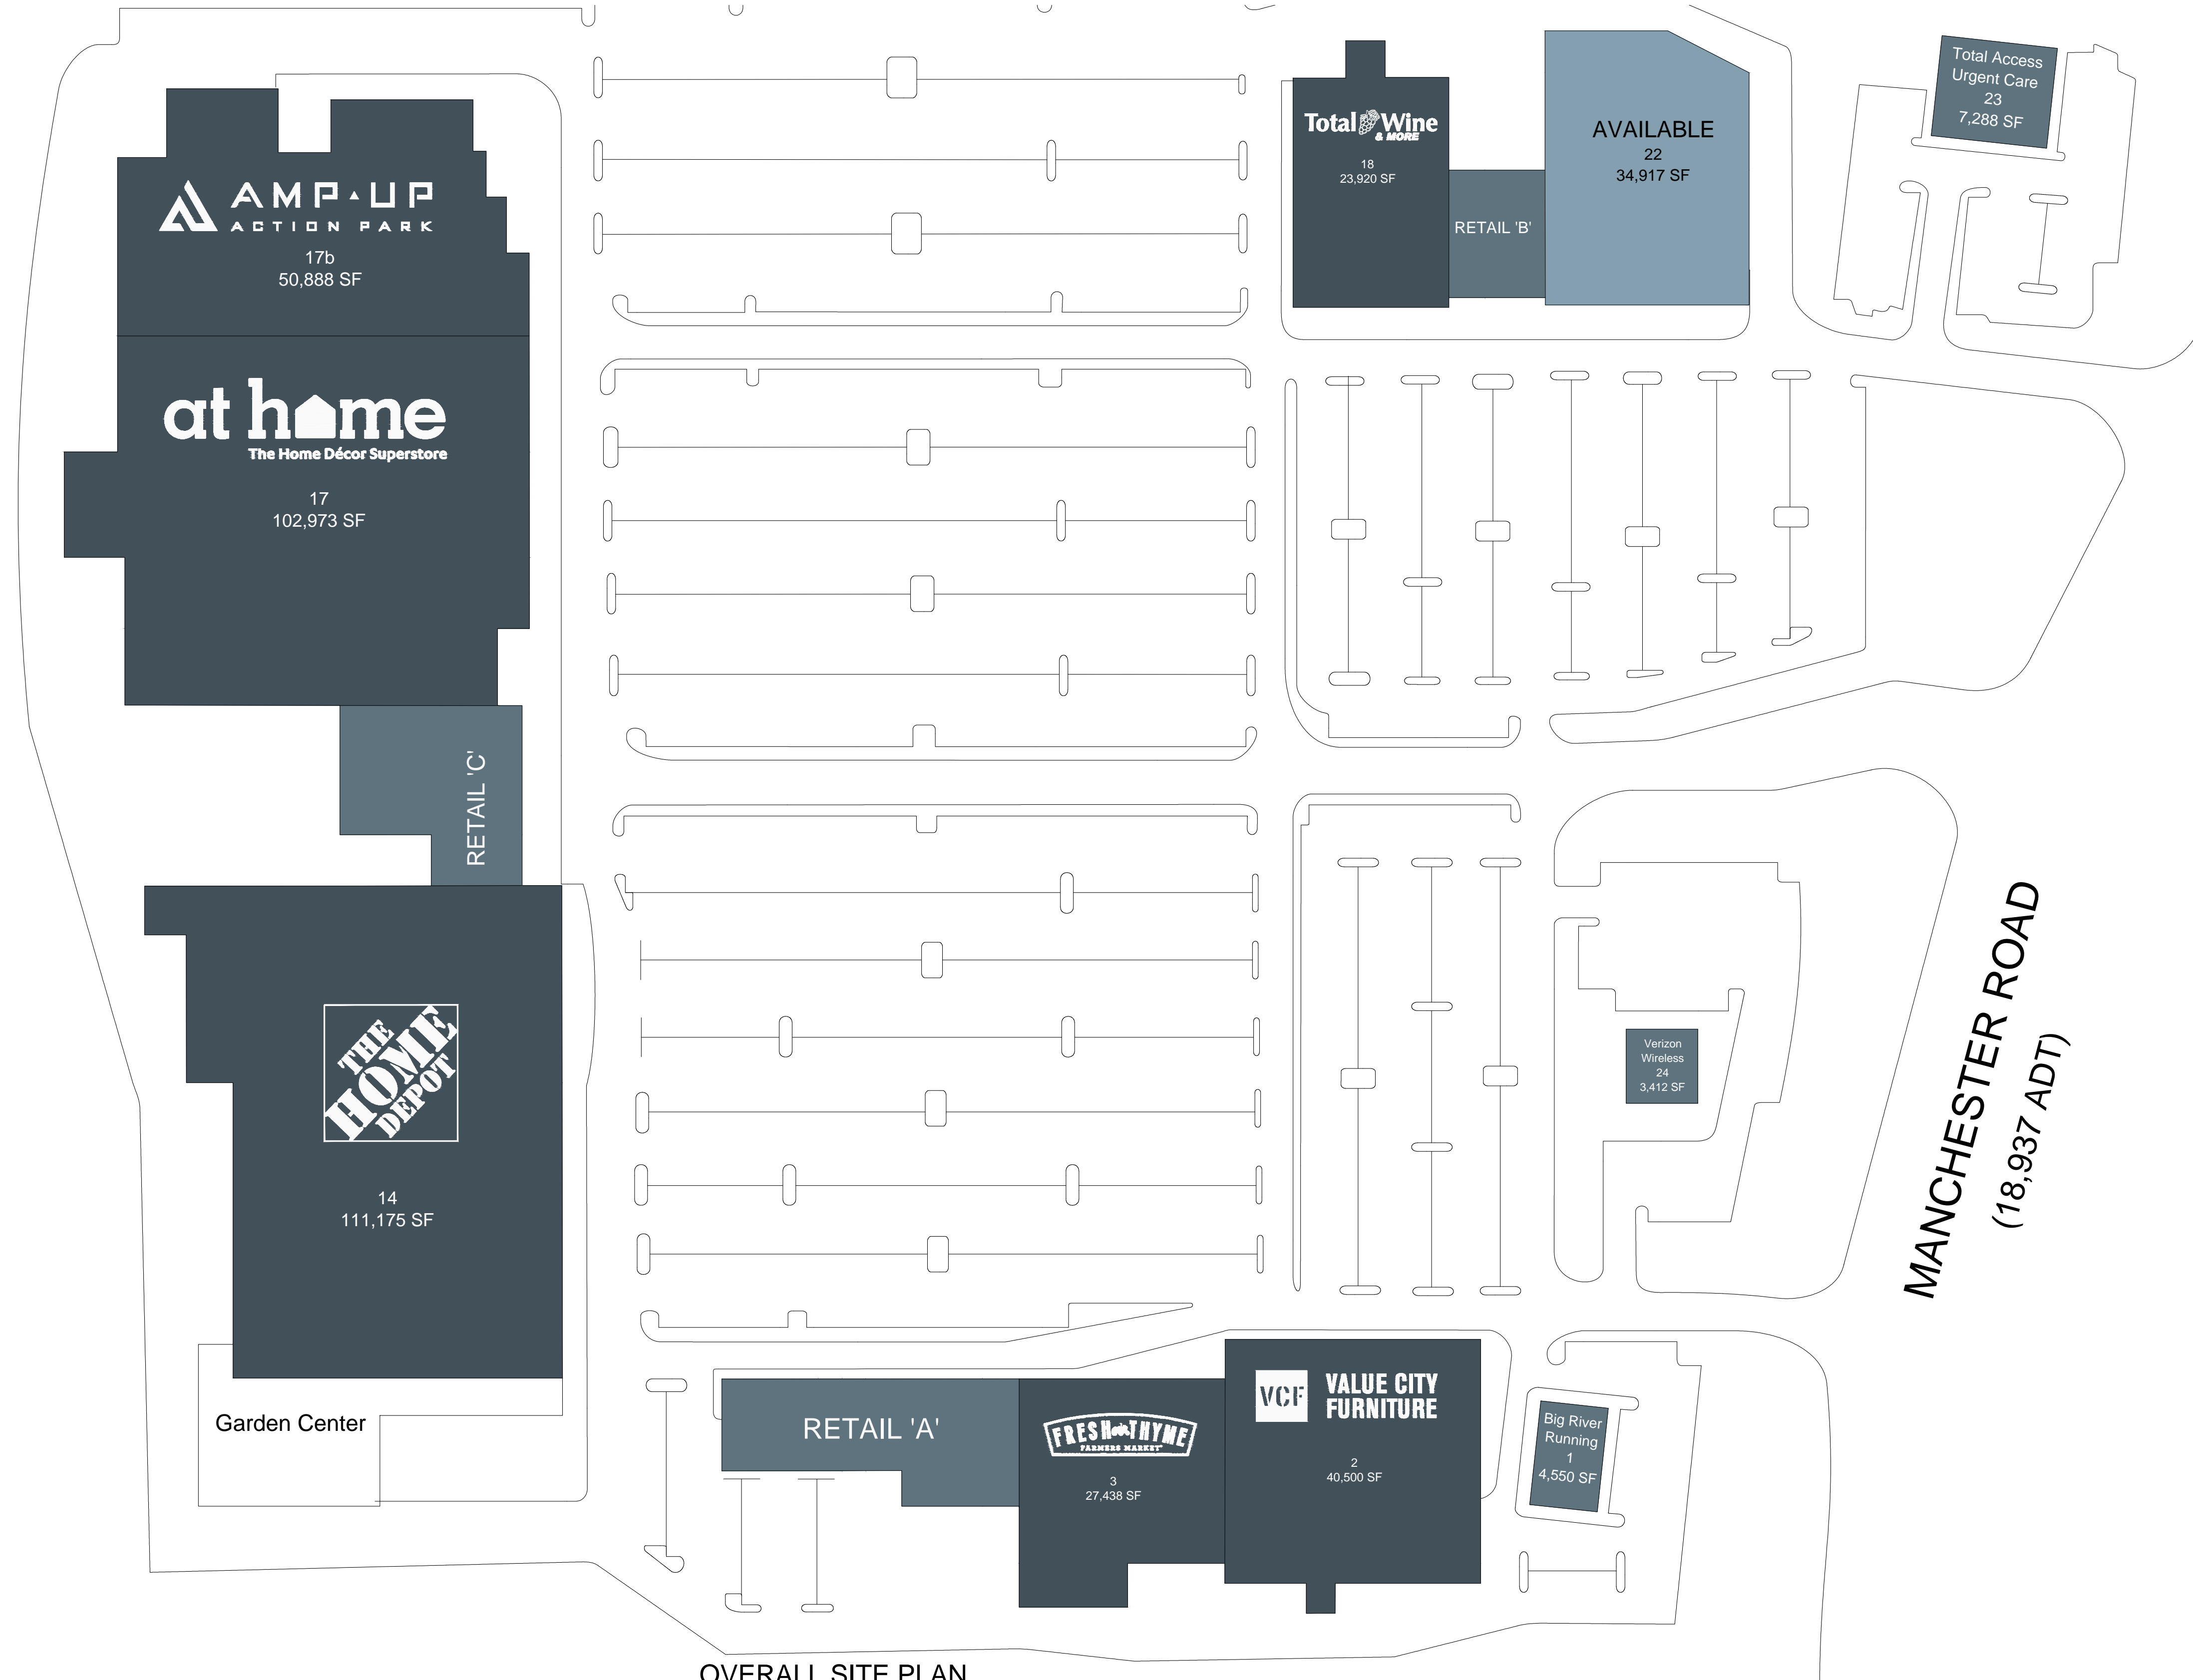 AMP UP
ACTION PARK
17b
50,888 SF
at home
The Home Décor Superstore
17
102,973 SF
RETAIL 'C'
THE
HOME
DEPOT
14
111,175 SF
Garden Center
Total Wine
& MORE
18
23,920 SF
RETAIL 'B'
AVAILABLE
22
34,917 SF
Total Access
Urgent Care
23
7,288 SF
Verizon
Wireless
24
3,412 SF
MANCHESTER ROAD
(18,937 ADT)
RETAIL 'A'
FRESH THYME
FARMERS MARKET
3
27,438 SF
VCF
VALUE CITY
FURNITURE
2
40,500 SF
Big River
Running
1
4,550 SF
OVERALL SITE PLAN